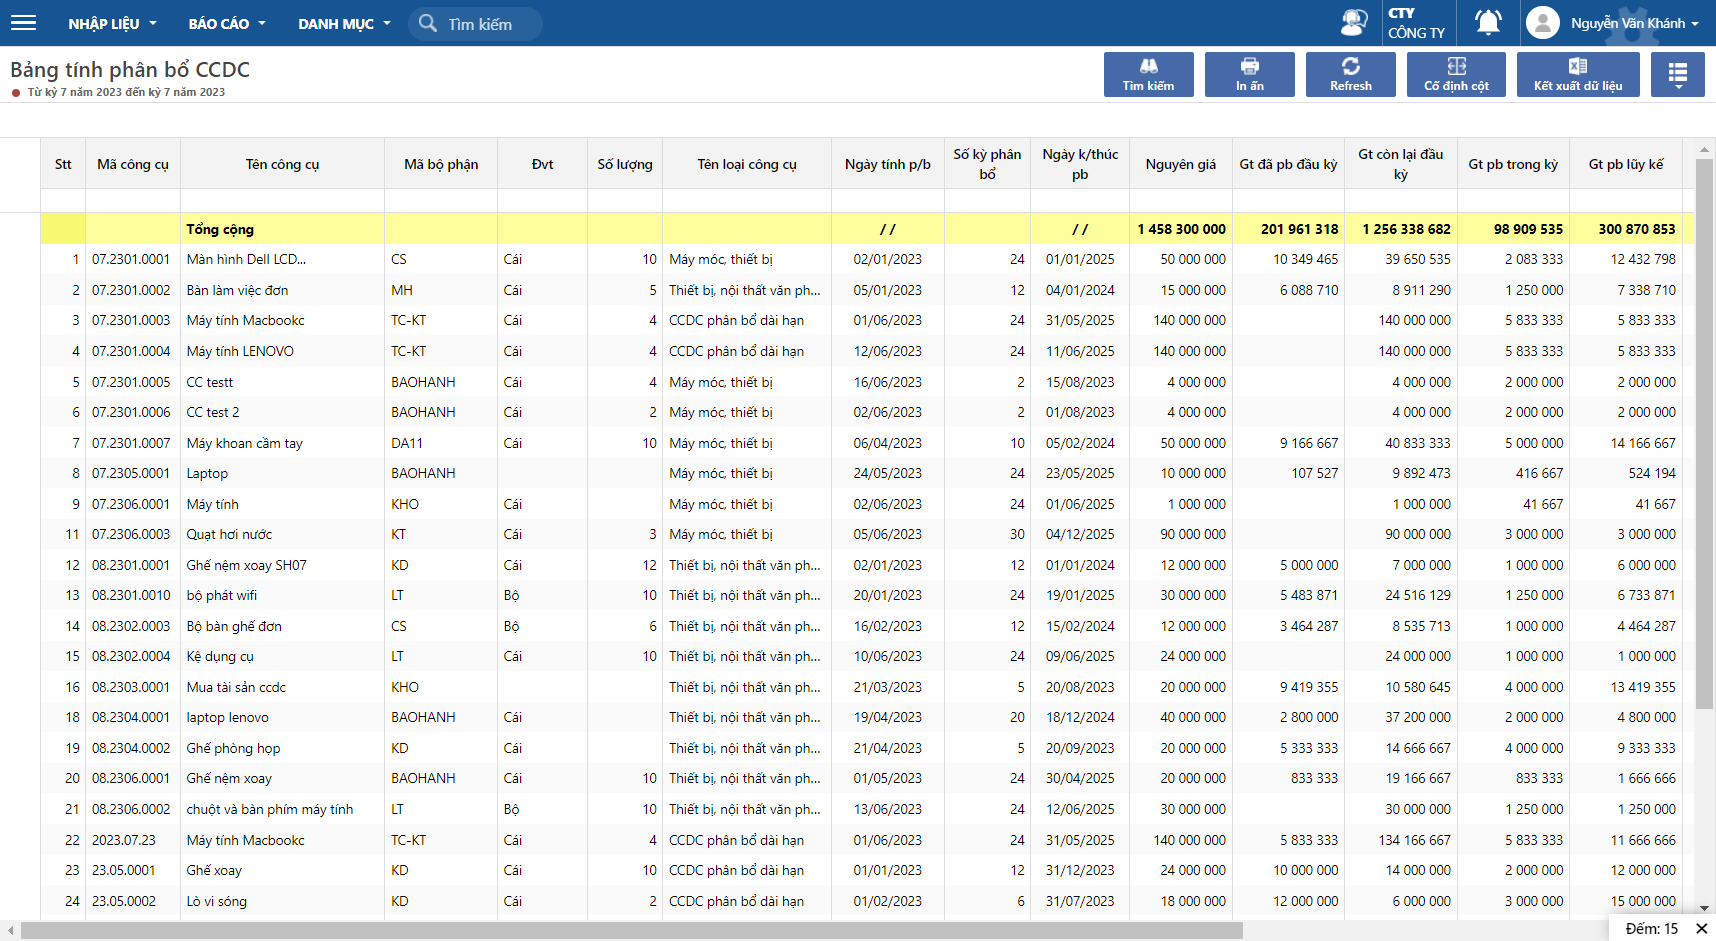 NHẬP LIỆU BÁO CÁO DANH MỤC Tìm kiếm CTY CÔNG TY Nguyễn Văn Khánh
Bảng tính phân bổ CCDC
Từ kỳ 7 năm 2023 đến kỳ 7 năm 2023
Tìm kiếm In ấn Refresh Cố định cột Kết xuất dữ liệu
Stt Mã công cụ Tên công cụ Mã bộ phận Đvt Số lượng Tên loại công cụ Ngày tính p/b Số kỳ phân bổ Ngày k/thúc pb Nguyên giá Gt đã pb đầu kỳ Gt còn lại đầu kỳ Gt pb trong kỳ Gt pb lũy kế
Tổng cộng / / / / 1 458 300 000 201 961 318 1 256 338 682 98 909 535 300 870 853
1 07.2301.0001 Màn hình Dell LCD... CS Cái 10 Máy móc, thiết bị 02/01/2023 24 01/01/2025 50 000 000 10 349 465 39 650 535 2 083 333 12 432 798
2 07.2301.0002 Bàn làm việc đơn MH Cái 5 Thiết bị, nội thất văn ph... 05/01/2023 12 04/01/2024 15 000 000 6 088 710 8 911 290 1 250 000 7 338 710
3 07.2301.0003 Máy tính Macbookc TC-KT Cái 4 CCDC phân bổ dài hạn 01/06/2023 24 31/05/2025 140 000 000 140 000 000 5 833 333 5 833 333
4 07.2301.0004 Máy tính LENOVO TC-KT Cái 4 CCDC phân bổ dài hạn 12/06/2023 24 11/06/2025 140 000 000 140 000 000 5 833 333 5 833 333
5 07.2301.0005 CC testt BAOHANH Cái 4 Máy móc, thiết bị 16/06/2023 2 15/08/2023 4 000 000 4 000 000 2 000 000 2 000 000
6 07.2301.0006 CC test 2 BAOHANH Cái 2 Máy móc, thiết bị 02/06/2023 2 01/08/2023 4 000 000 4 000 000 2 000 000 2 000 000
7 07.2301.0007 Máy khoan cầm tay DA11 Cái 10 Máy móc, thiết bị 06/04/2023 10 05/02/2024 50 000 000 9 166 667 40 833 333 5 000 000 14 166 667
8 07.2305.0001 Laptop BAOHANH Máy móc, thiết bị 24/05/2023 24 23/05/2025 10 000 000 107 527 9 892 473 416 667 524 194
9 07.2306.0001 Máy tính KHO Cái Máy móc, thiết bị 02/06/2023 24 01/06/2025 1 000 000 1 000 000 41 667 41 667
11 07.2306.0003 Quạt hơi nước KT Cái 3 Máy móc, thiết bị 05/06/2023 30 04/12/2025 90 000 000 90 000 000 3 000 000 3 000 000
12 08.2301.0001 Ghế nệm xoay SH07 KD Cái 12 Thiết bị, nội thất văn ph... 02/01/2023 12 01/01/2024 12 000 000 5 000 000 7 000 000 1 000 000 6 000 000
13 08.2301.0010 bộ phát wifi LT Bộ 10 Thiết bị, nội thất văn ph... 20/01/2023 24 19/01/2025 30 000 000 5 483 871 24 516 129 1 250 000 6 733 871
14 08.2302.0003 Bộ bàn ghế đơn CS Bộ 6 Thiết bị, nội thất văn ph... 16/02/2023 12 15/02/2024 12 000 000 3 464 287 8 535 713 1 000 000 4 464 287
15 08.2302.0004 Kệ dụng cụ LT Cái 10 Thiết bị, nội thất văn ph... 10/06/2023 24 09/06/2025 24 000 000 24 000 000 1 000 000 1 000 000
16 08.2303.0001 Mua tài sản ccdc KHO Thiết bị, nội thất văn ph... 21/03/2023 5 20/08/2023 20 000 000 9 419 355 10 580 645 4 000 000 13 419 355
18 08.2304.0001 laptop lenovo BAOHANH Cái Thiết bị, nội thất văn ph... 19/04/2023 20 18/12/2024 40 000 000 2 800 000 37 200 000 2 000 000 4 800 000
19 08.2304.0002 Ghế phòng họp KD Cái Thiết bị, nội thất văn ph... 21/04/2023 5 20/09/2023 20 000 000 5 333 333 14 666 667 4 000 000 9 333 333
20 08.2306.0001 Ghế nệm xoay BAOHANH Cái 10 Thiết bị, nội thất văn ph... 01/05/2023 24 30/04/2025 20 000 000 833 333 19 166 667 833 333 1 666 666
21 08.2306.0002 chuột và bàn phím máy tính LT Bộ 10 Thiết bị, nội thất văn ph... 13/06/2023 24 12/06/2025 30 000 000 30 000 000 1 250 000 1 250 000
22 2023.07.23 Máy tính Macbookc TC-KT Cái 4 CCDC phân bổ dài hạn 01/06/2023 24 31/05/2025 140 000 000 5 833 333 134 166 667 5 833 333 11 666 666
23 23.05.0001 Ghế xoay KD Cái 10 CCDC phân bổ dài hạn 01/01/2023 12 31/12/2023 24 000 000 10 000 000 14 000 000 2 000 000 12 000 000
24 23.05.0002 Lò vi sóng KD Cái 2 CCDC phân bổ dài hạn 01/02/2023 6 31/07/2023 18 000 000 12 000 000 6 000 000 3 000 000 15 000 000
Đếm: 15